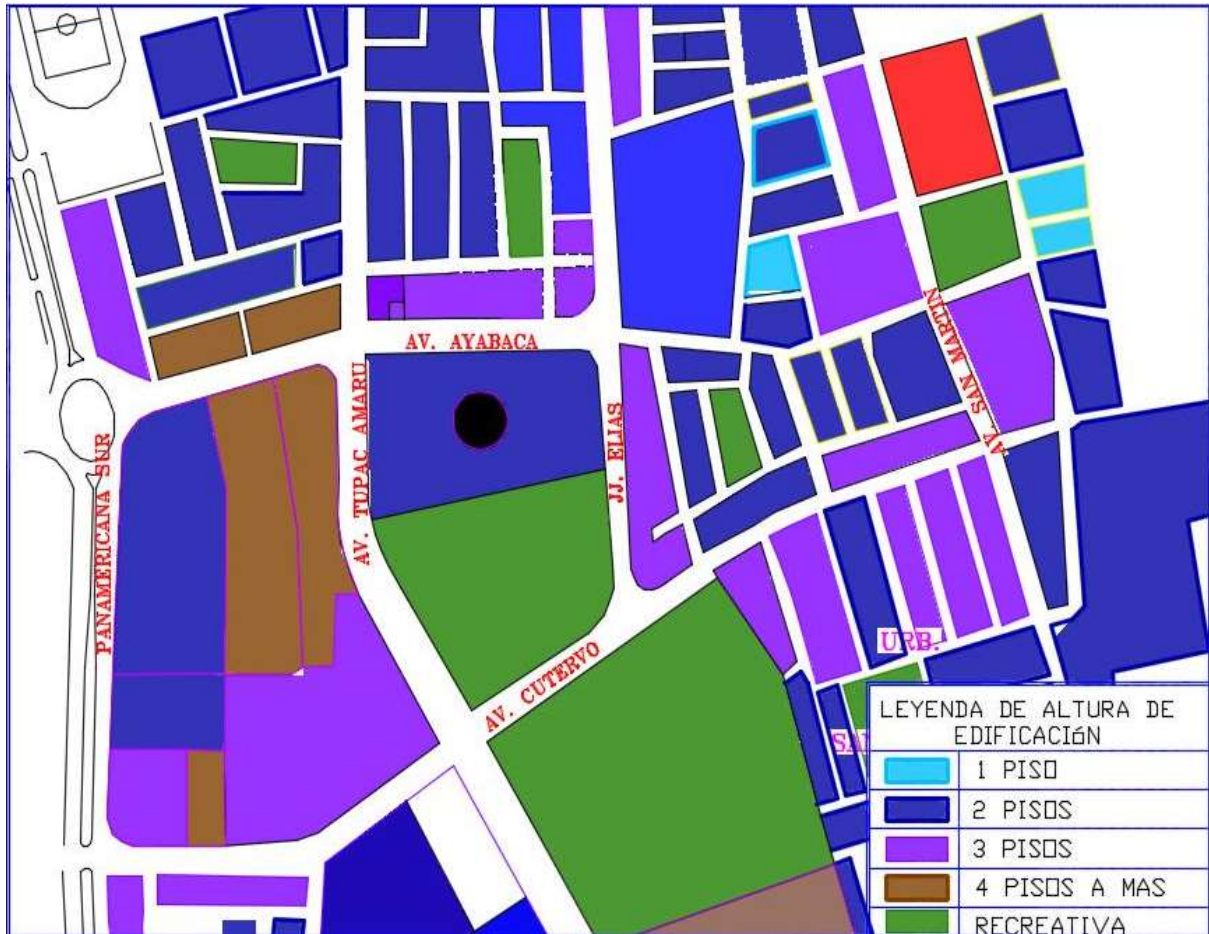 AV. AYABACA
AV. TUPAC AMARU
JJ. ELIAS
AV. SAN MARTIN
AV.
PANAMERICANA SUR
AV. CUTERVO
URB.
LEYENDA DE ALTURA DE
EDIFICACIóN
1 PISO
2 PISOS
3 PISOS
4 PISOS A MAS
RECREATIVA